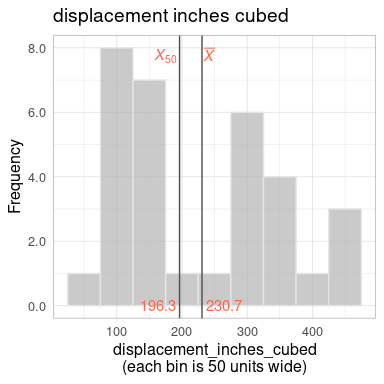 displacement inches cubed
8.0
X50 X̅
6.0
4.0
2.0
0.0
196.3 230.7
100 200 300 400
Frequency
displacement_inches_cubed
(each bin is 50 units wide)